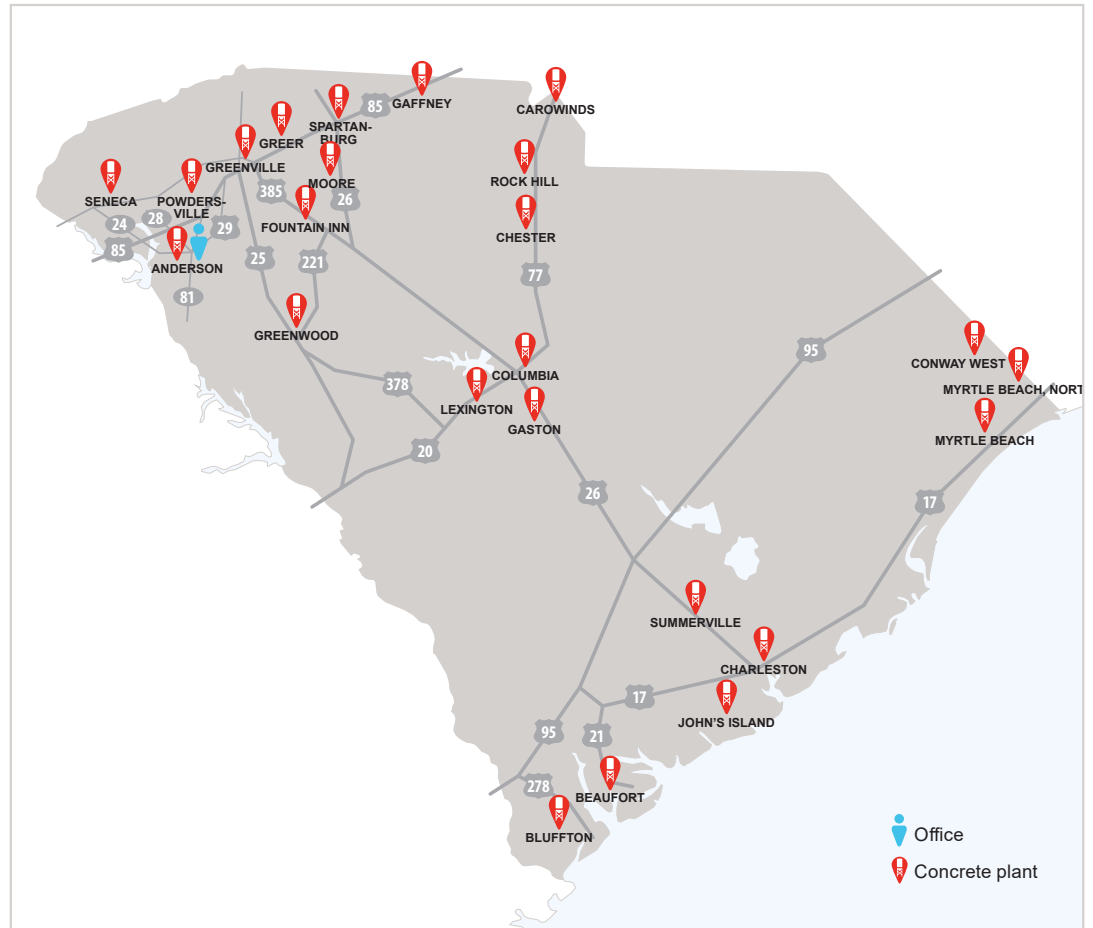 GAFFNEY
85
CAROWINDS
SPARTAN-
BURG
GREER
GREENVILLE
MOORE
ROCK HILL
SENECA
POWDERS-
VILLE
385
26
FOUNTAIN INN
CHESTER
24
28
29
85
ANDERSON
25
221
77
81
GREENWOOD
95
CONWAY WEST
COLUMBIA
378
LEXINGTON
MYRTLE BEACH, NORT
GASTON
MYRTLE BEACH
20
26
17
SUMMERVILLE
CHARLESTON
17
JOHN'S ISLAND
95
21
278
BEAUFORT
BLUFFTON
Office
Concrete plant